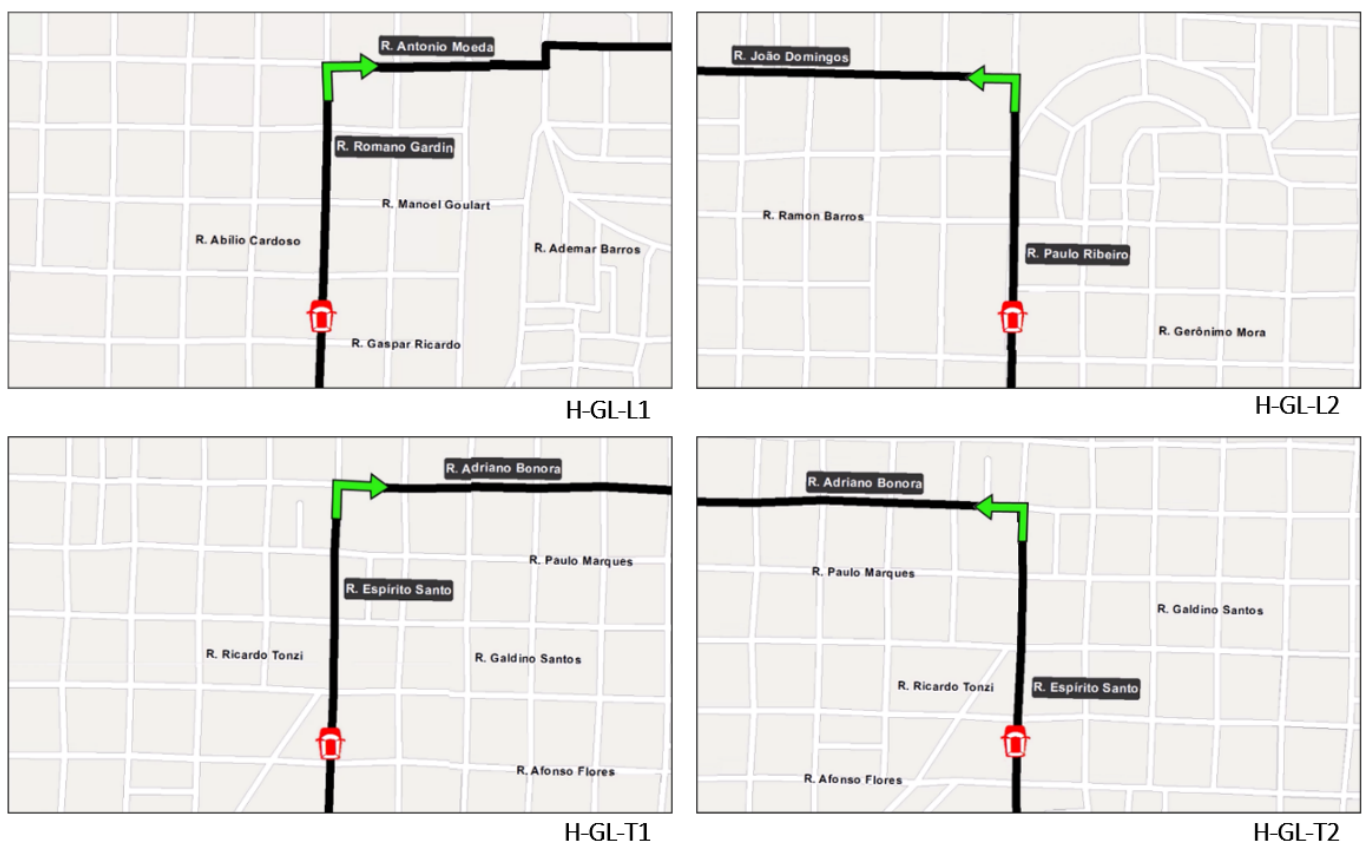 R. Antonio Moeda
R. Romano Gardin
R. Manoel Goulart
R. Abílio Cardoso
R. Ademar Barros
R. Gaspar Ricardo
H-GL-L1
R. João Domingos
R. Ramon Barros
R. Paulo Ribeiro
R. Gerônimo Mora
H-GL-L2
R. Adriano Bonora
R. Paulo Marques
R. Espírito Santo
R. Ricardo Tonzi
R. Galdino Santos
R. Afonso Flores
H-GL-T1
R. Adriano Bonora
R. Paulo Marques
R. Galdino Santos
R. Ricardo Tonzi
R. Espírito Santo
R. Afonso Flores
H-GL-T2